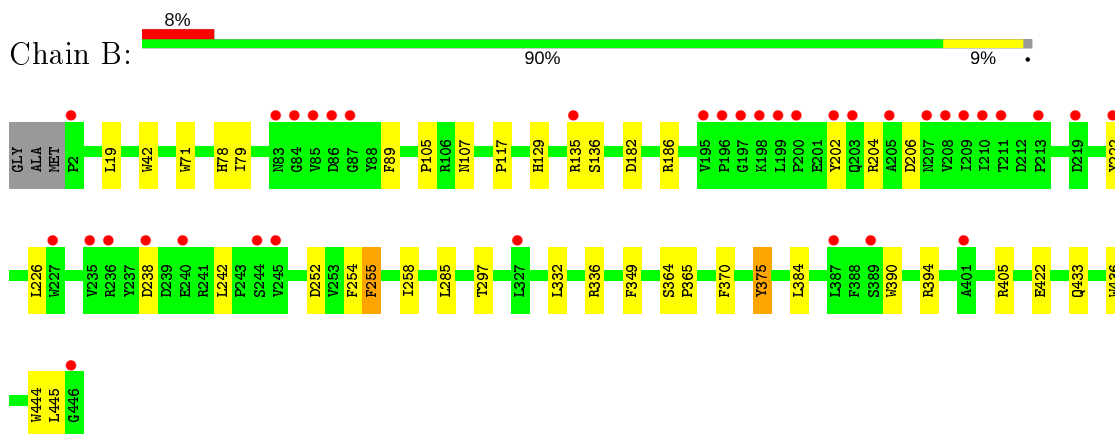 8%
Chain B:
90%
9%
GLY ALA MET P2 L19 W42 W71 H78 I79 N83 G84 V85 D86 G87 Y88 F89 P105 R106 N107 P117 H129 R135 S136 D182 R186 V195 P196 G197 K198 L199 P200 E201 Y202 Q203 R204 A205 D206 N207 V208 I209 I210 T211 D212 P213 D219 Y222
L226 W227 V235 R236 Y237 D238 D239 E240 R241 L242 P243 S244 V245 D252 V253 F254 F255 I258 L285 T297 L327 L332 R336 F349 S364 P365 F370 Y375 L384 L387 F388 S389 W390 R394 A401 R405 E422 Q433 W436
W444 L445 G446